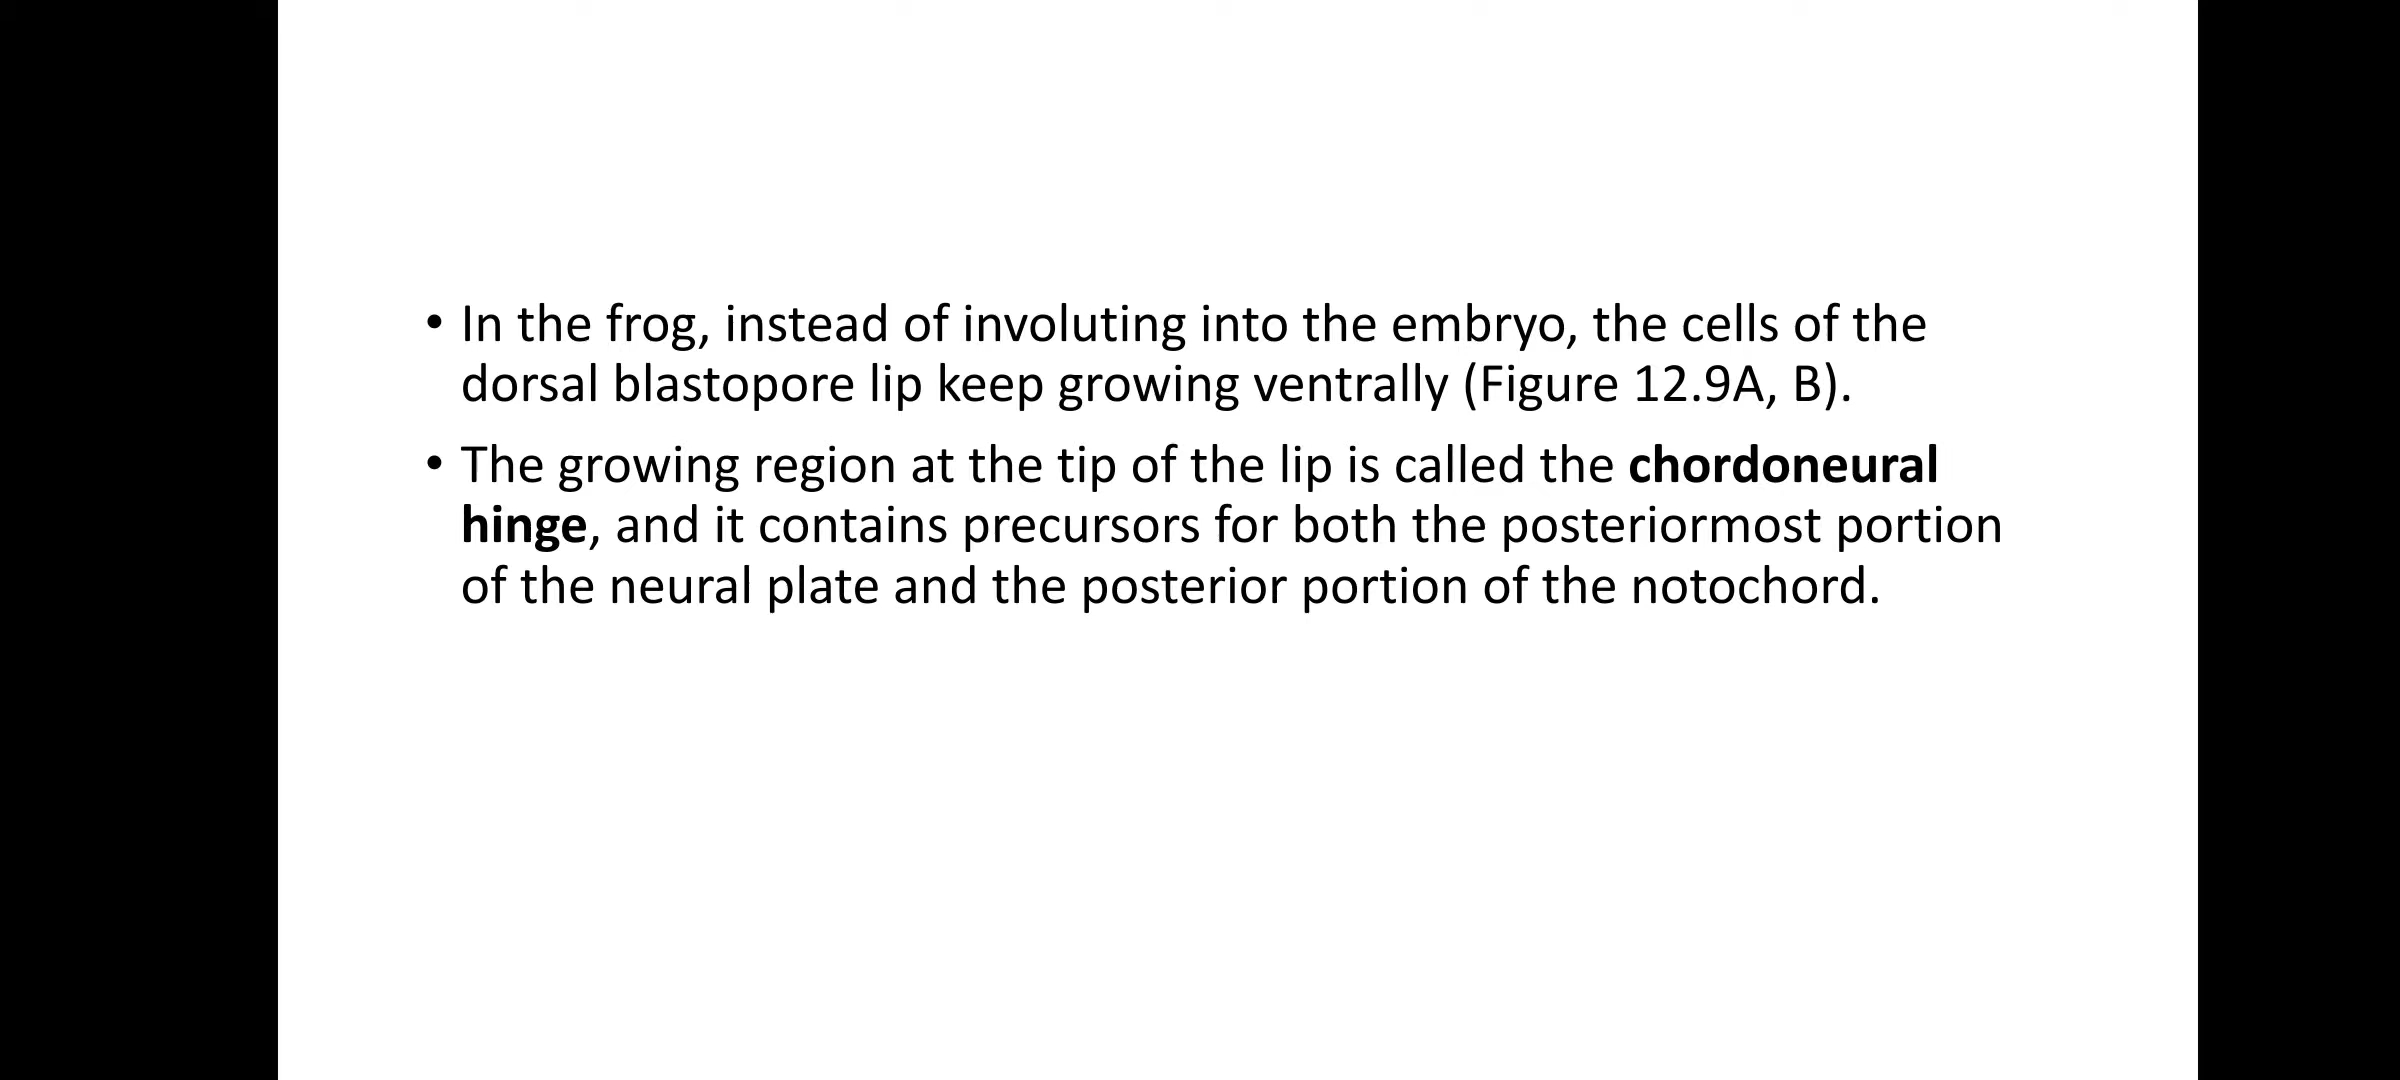 • In the frog, instead of involuting into the embryo, the cells of the
dorsal blastopore lip keep growing ventrally (Figure 12.9A, B).
• The growing region at the tip of the lip is called the chordoneural
hinge, and it contains precursors for both the posteriormost portion
of the neural plate and the posterior portion of the notochord.